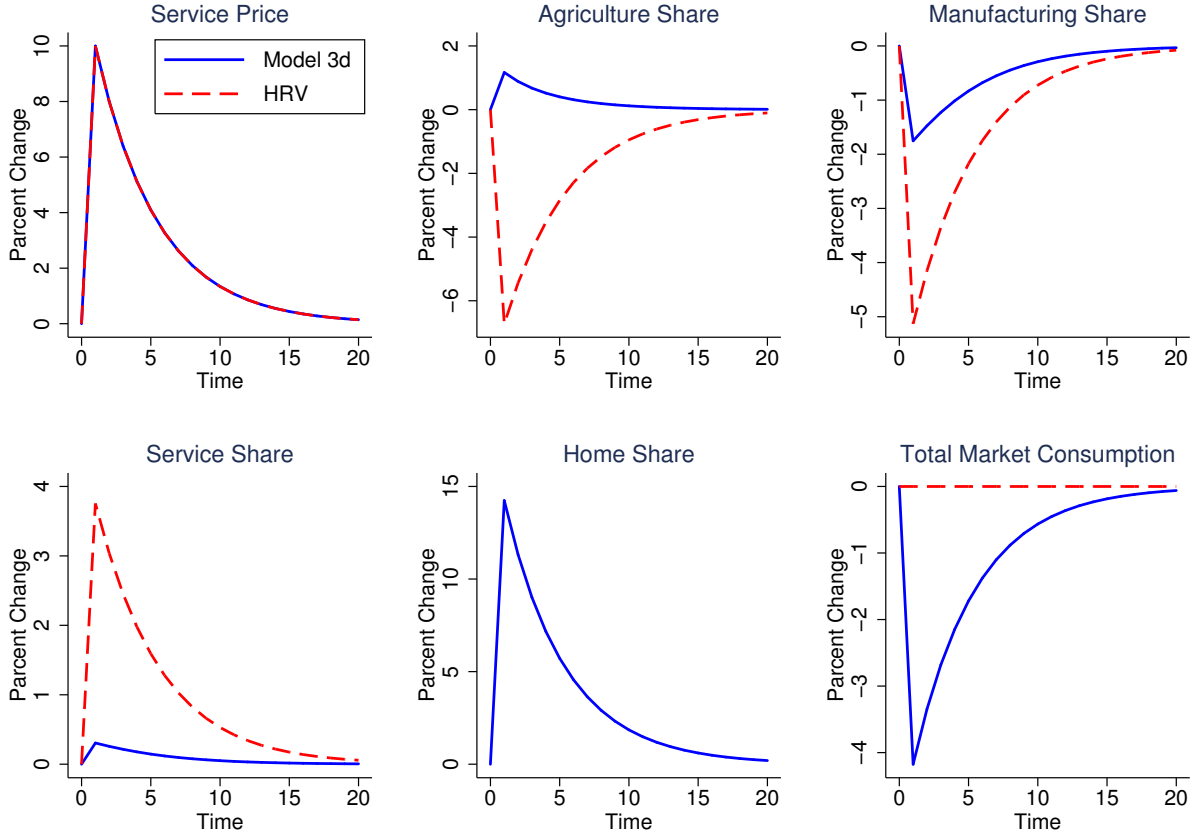 Service Price
Agriculture Share
Manufacturing Share
Model 3d
HRV
Parcent Change
0 2 4 6 8 10
0 5 10 15 20
Time
Parcent Change
−6 −4 −2 0 2
0 5 10 15 20
Time
Parcent Change
−5 −4 −3 −2 −1 0
0 5 10 15 20
Time
Service Share
Home Share
Total Market Consumption
Parcent Change
0 1 2 3 4
0 5 10 15 20
Time
Parcent Change
0 5 10 15
0 5 10 15 20
Time
Parcent Change
−4 −3 −2 −1 0
0 5 10 15 20
Time